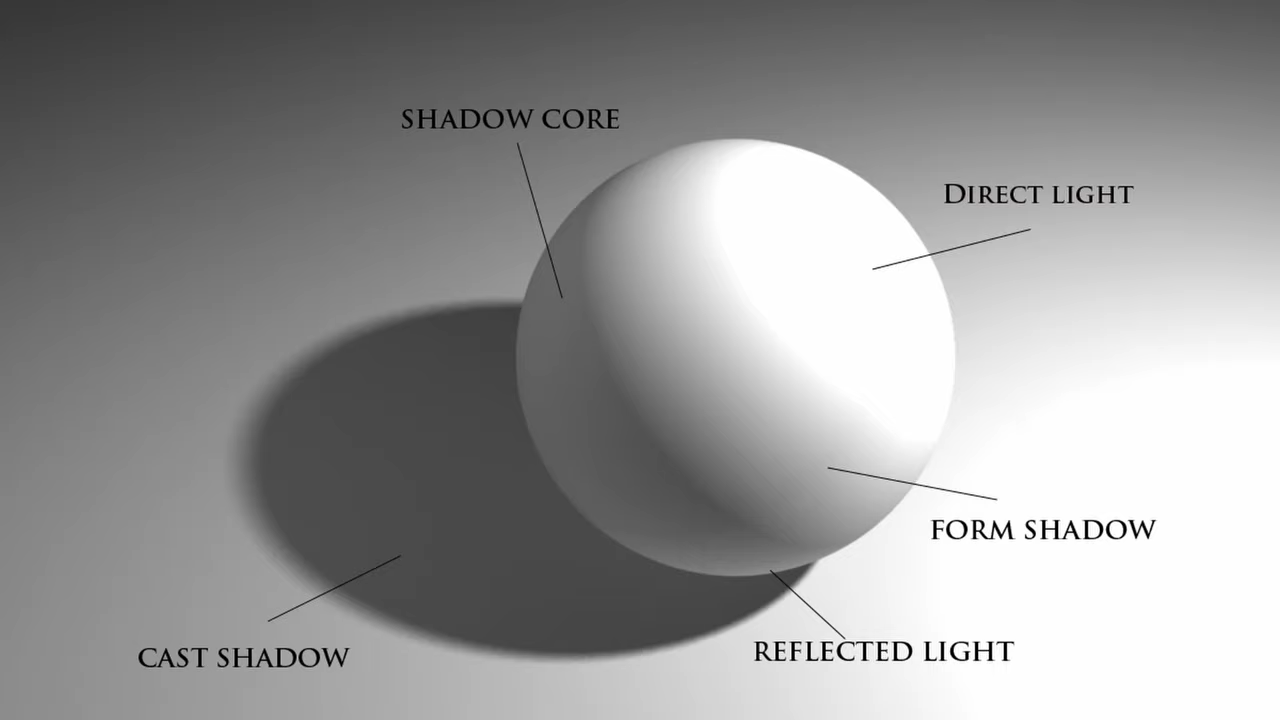 SHADOW CORE
DIRECT LIGHT
FORM SHADOW
REFLECTED LIGHT
CAST SHADOW